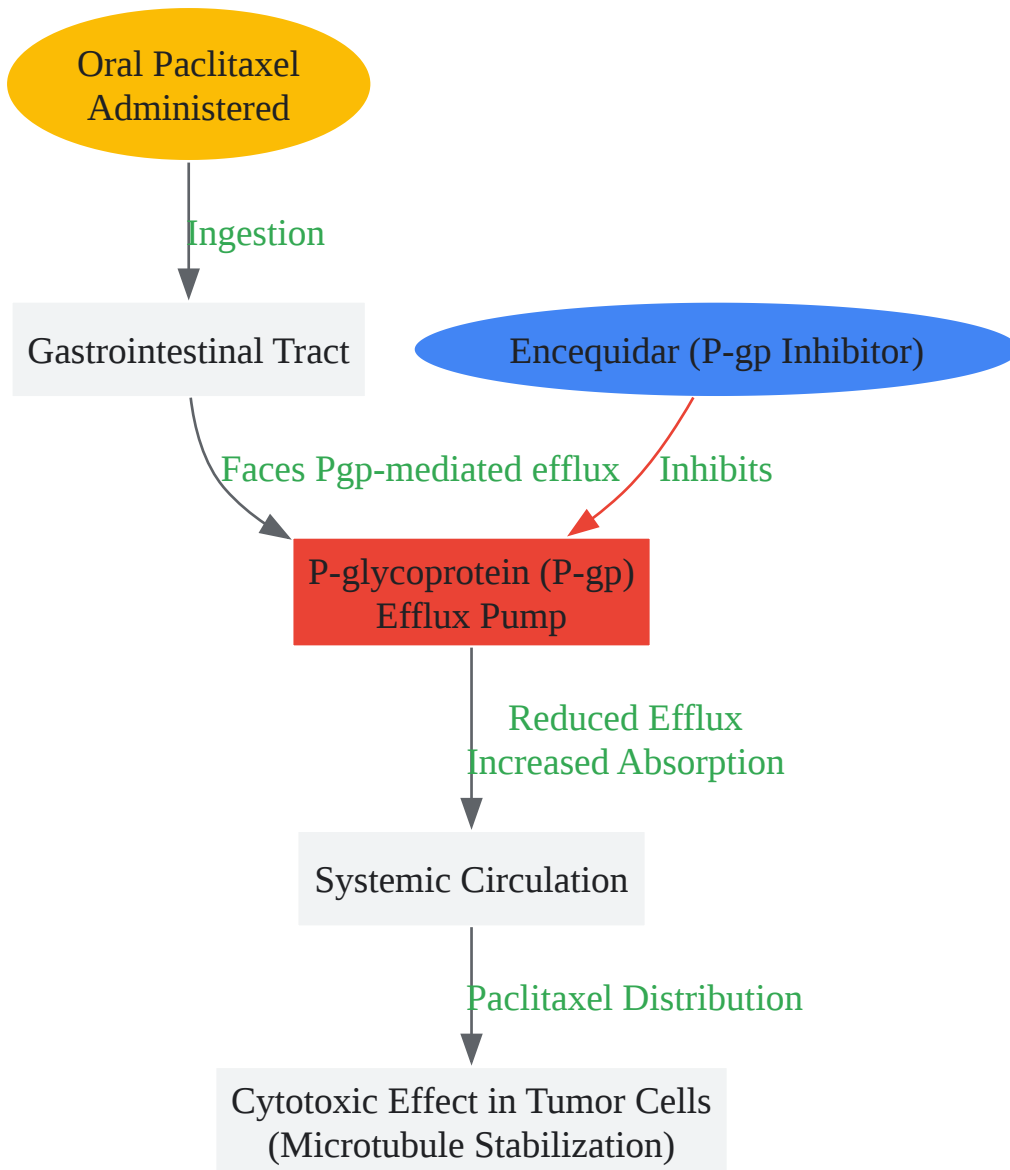 Oral Paclitaxel
Administered
Ingestion
Gastrointestinal Tract
Encequidar (P-gp Inhibitor)
Faces Pgp-mediated efflux
Inhibits
P-glycoprotein (P-gp)
Efflux Pump
Reduced Efflux
Increased Absorption
Systemic Circulation
Paclitaxel Distribution
Cytotoxic Effect in Tumor Cells
(Microtubule Stabilization)